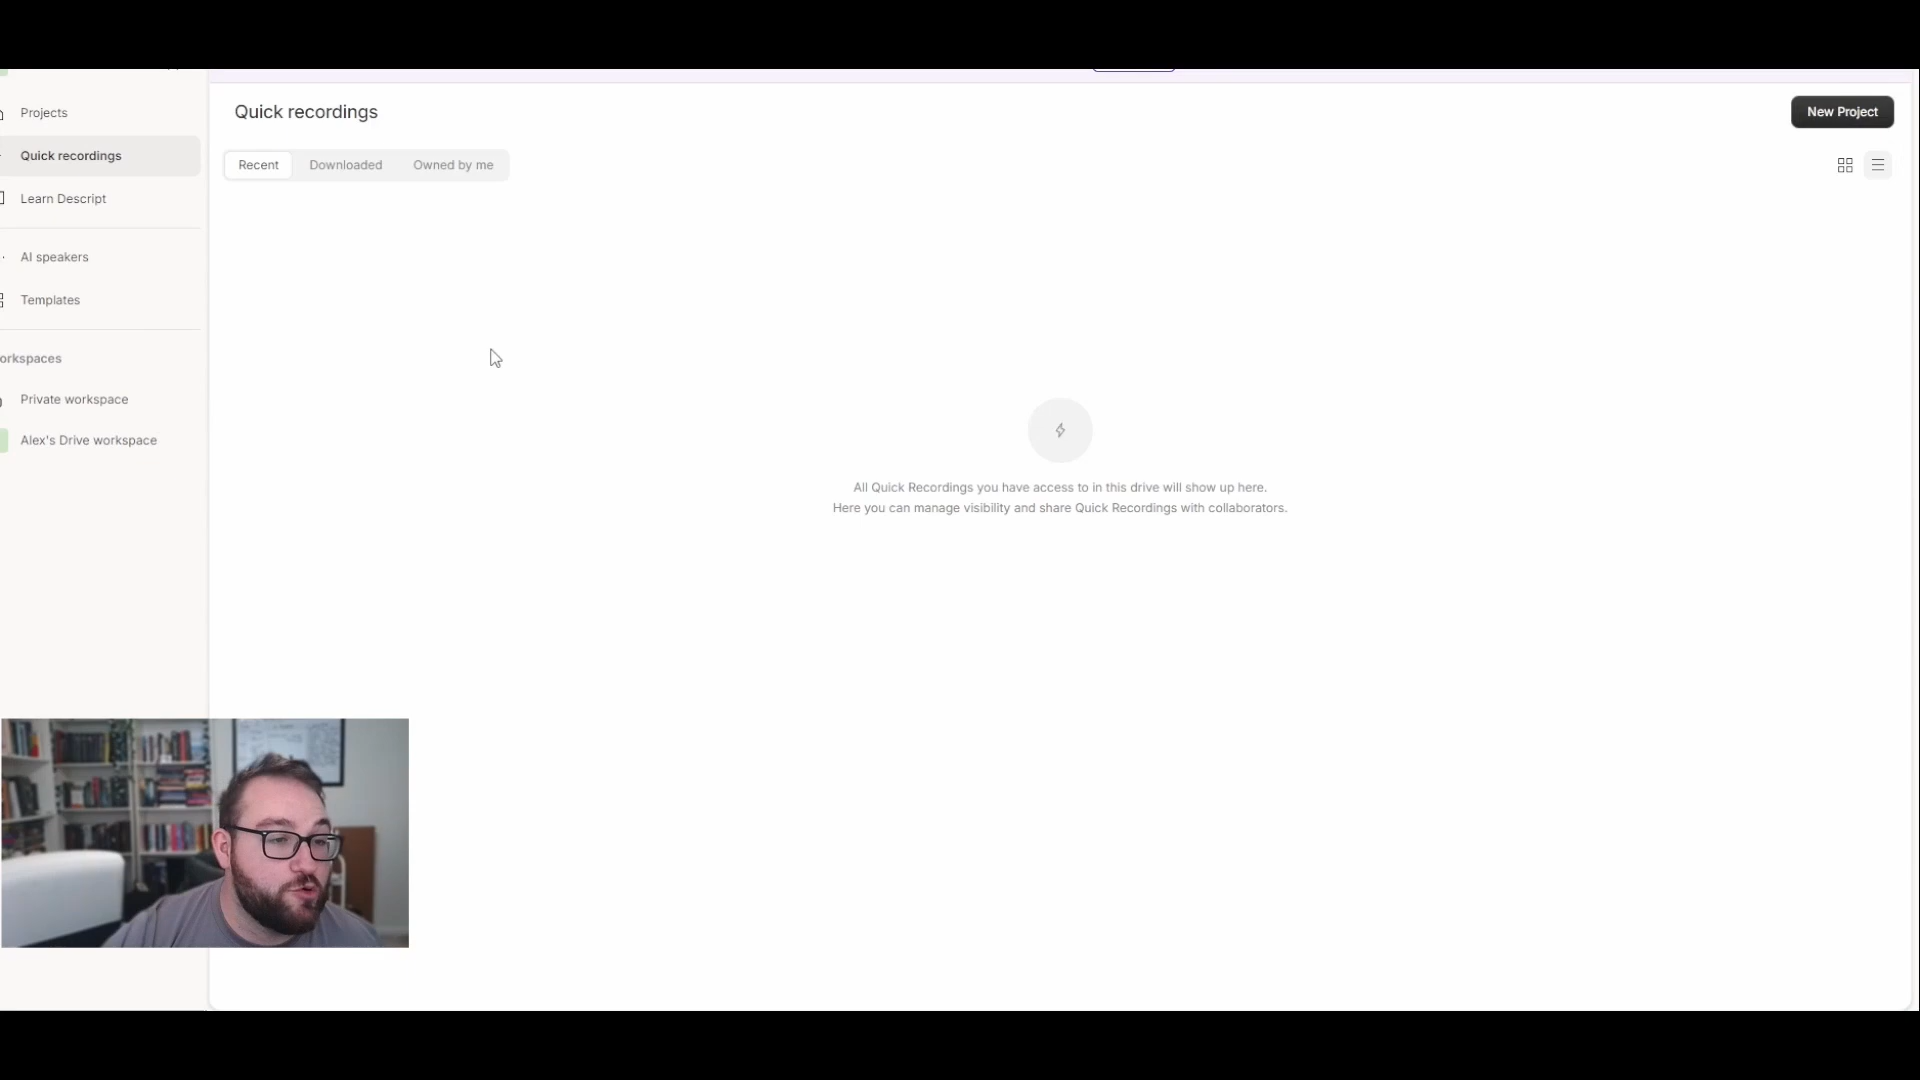 Projects
Quick recordings
Learn Descript
AI speakers
Templates
orkspaces
Private workspace
Alex's Drive workspace
Quick recordings
New Project
Recent
Downloaded
Owned by me
All Quick Recordings you have access to in this drive will show up here.
Here you can manage visibility and share Quick Recordings with collaborators.